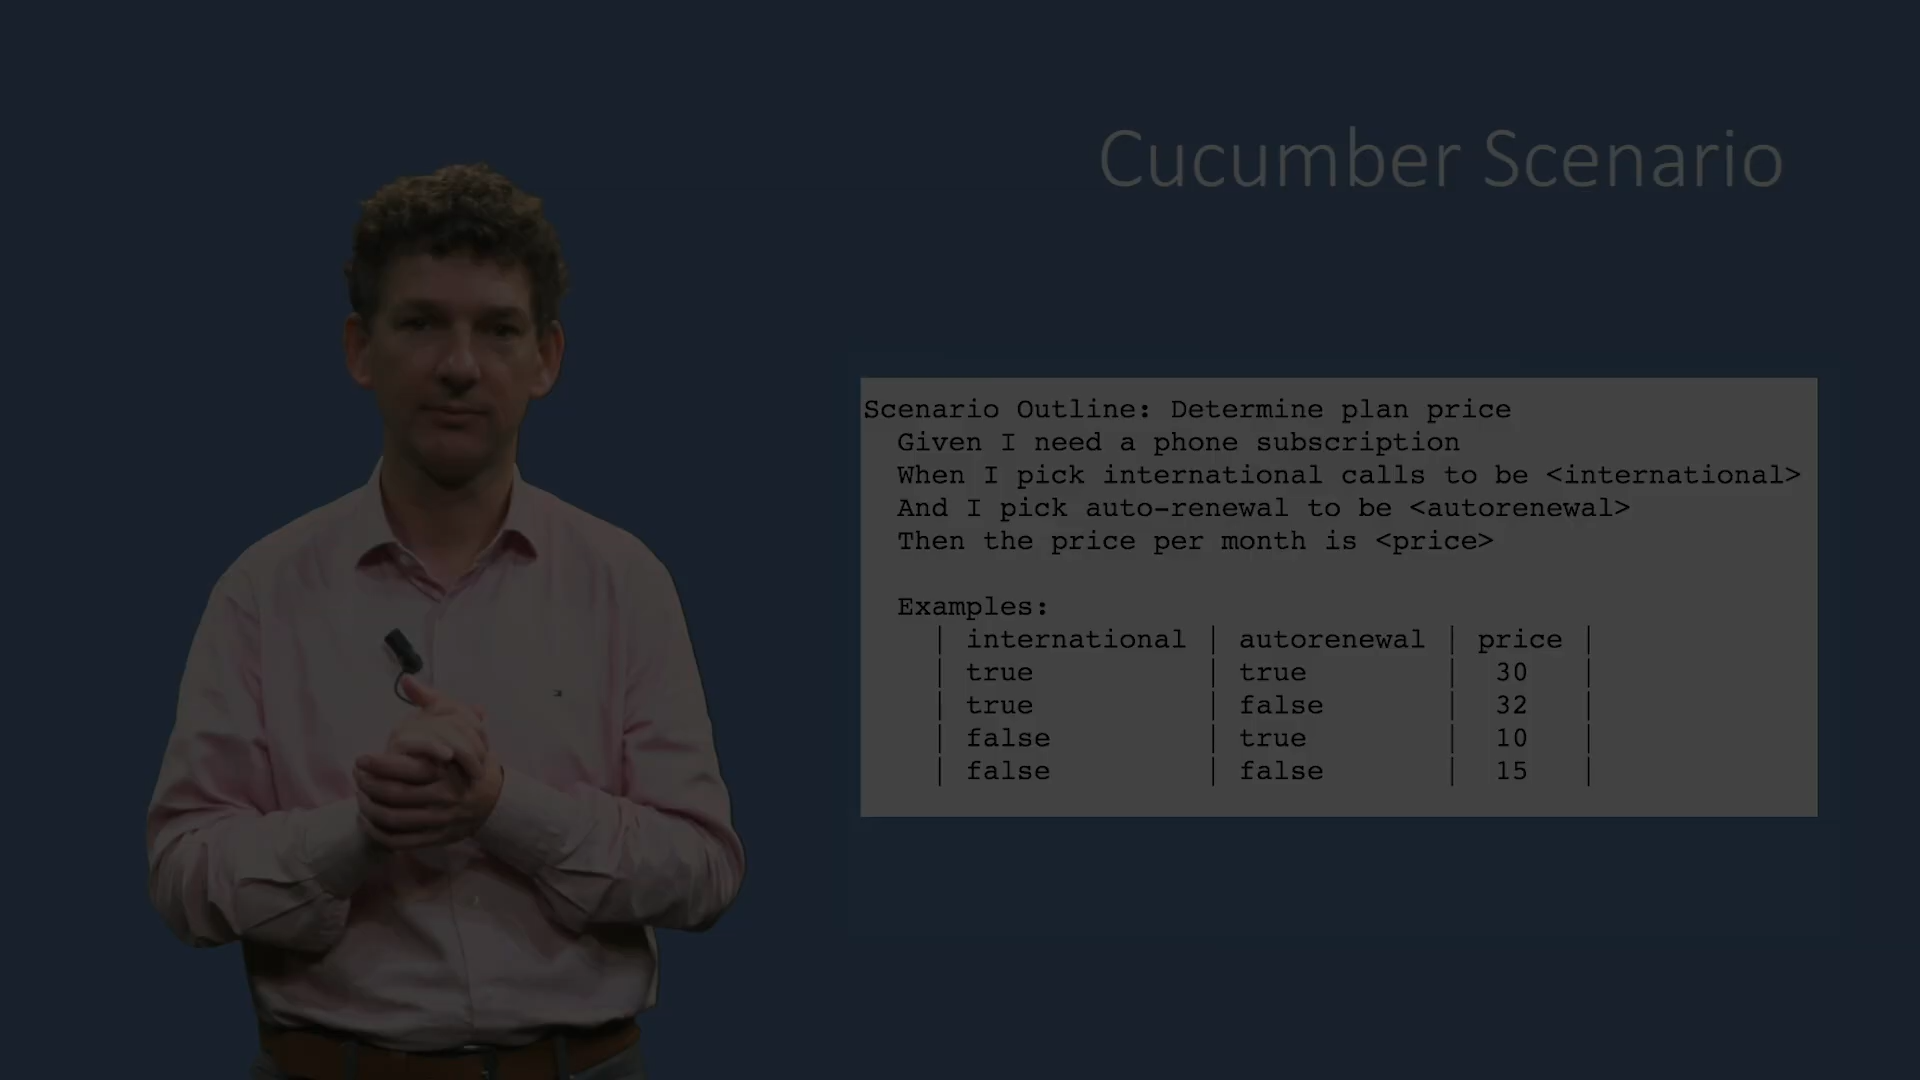 Cucumber Scenario
Scenario Outline: Determine plan price
Given I need a phone subscription
When I pick international calls to be <international>
And I pick auto-renewal to be <autorenewal>
Then the price per month is <price>
Examples:
| international | autorenewal | price |
| true | true | 30 |
| true | false | 32 |
| false | true | 10 |
| false | false | 15 |